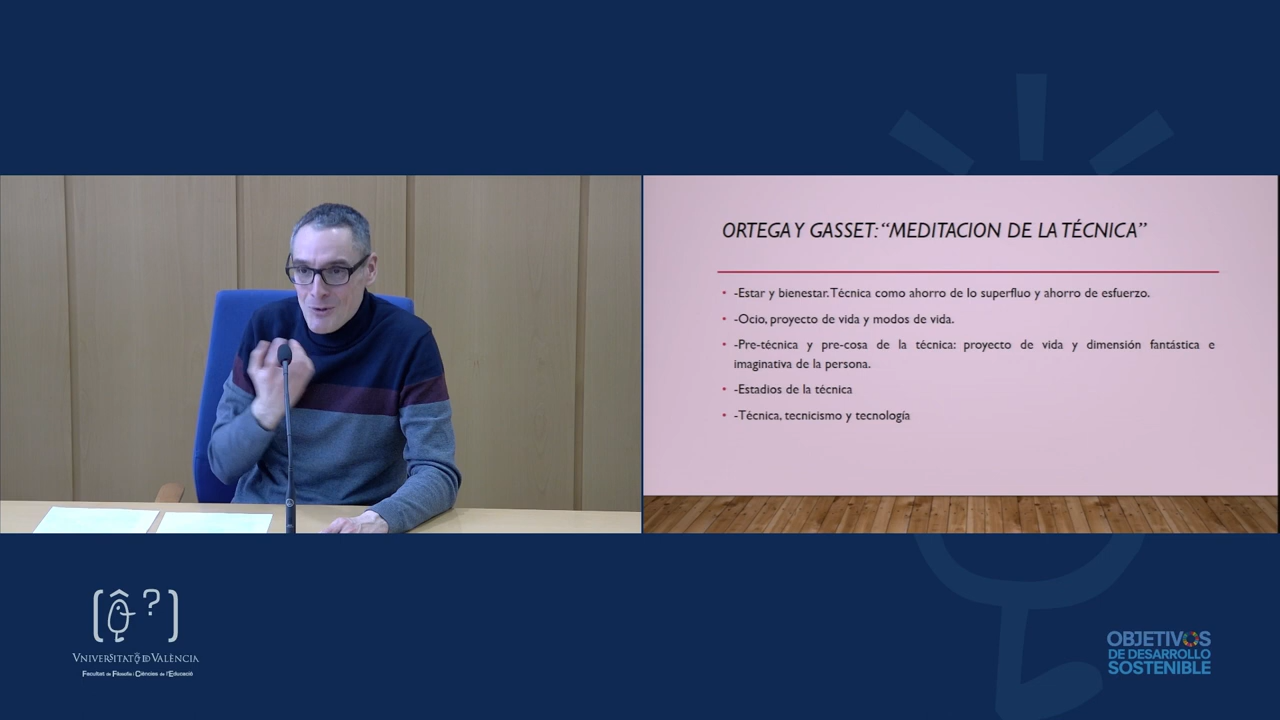 ORTEGA Y GASSET: “MEDITACION DE LA TÉCNICA”
• -Estar y bienestar. Técnica como ahorro de lo superfluo y ahorro de esfuerzo.
• -Ocio, proyecto de vida y modos de vida.
• -Pre-técnica y pre-cosa de la técnica: proyecto de vida y dimensión fantástica e
imaginativa de la persona.
• -Estadios de la técnica
• -Técnica, tecnicismo y tecnología
[?]
VNIVERSITAT ID VALÈNCIA
Facultat de Filosofia i Ciències de l'Educació
OBJETIVOS
DE DESARROLLO
SOSTENIBLE